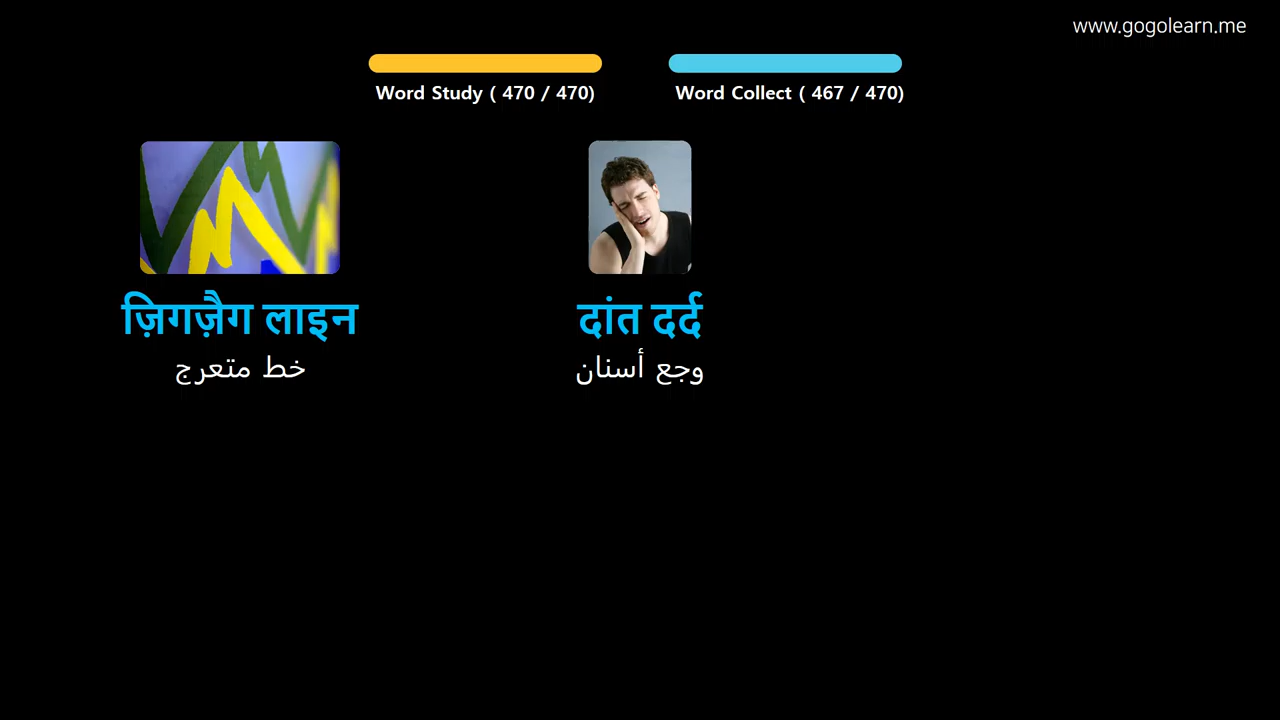 www.gogolearn.me
Word Study ( 470 / 470)
Word Collect ( 467 / 470)
ज़िगज़ैग लाइन
خط متعرج
दांत दर्द
وجع أسنان